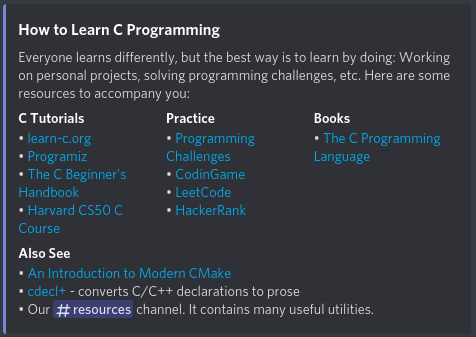 How to Learn C Programming
Everyone learns differently, but the best way is to learn by doing: Working
on personal projects, solving programming challenges, etc. Here are some
resources to accompany you:
C Tutorials
• learn-c.org
• Programiz
• The C Beginner's
Handbook
• Harvard CS50 C
Course
Practice
• Programming
Challenges
• CodinGame
• LeetCode
• HackerRank
Books
• The C Programming
Language
Also See
• An Introduction to Modern CMake
• cdecl+ - converts C/C++ declarations to prose
• Our # resources channel. It contains many useful utilities.